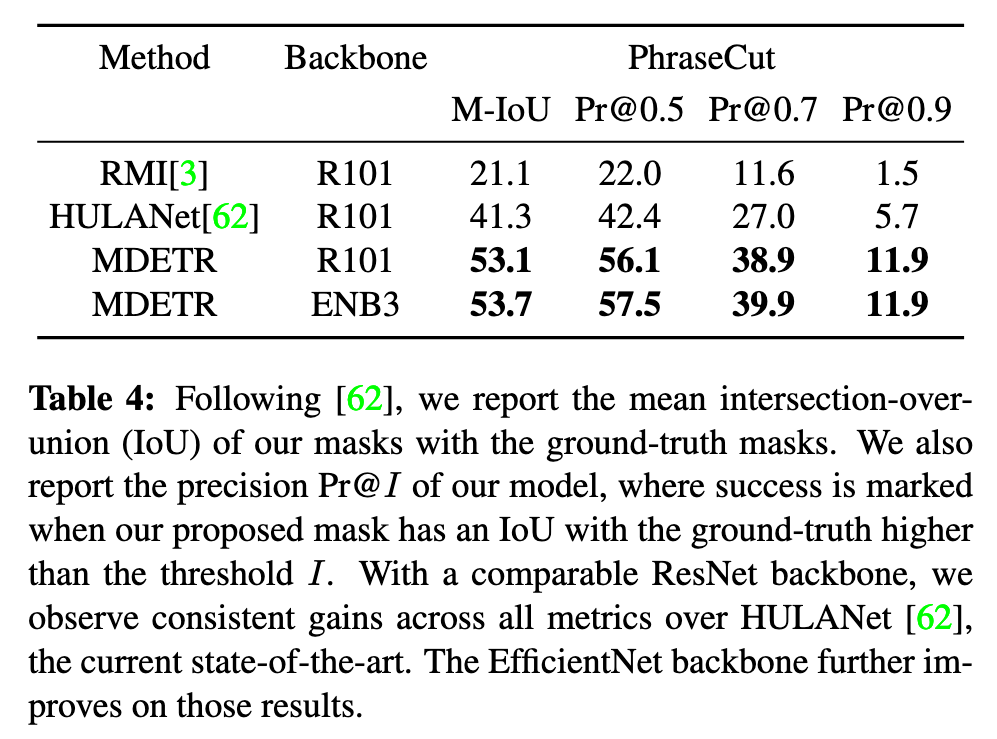 Method Backbone PhraseCut
M-IoU Pr@0.5 Pr@0.7 Pr@0.9
RMI[3] R101 21.1 22.0 11.6 1.5
HULANet[62] R101 41.3 42.4 27.0 5.7
MDETR R101 53.1 56.1 38.9 11.9
MDETR ENB3 53.7 57.5 39.9 11.9
Table 4: Following [62], we report the mean intersection-over-
union (IoU) of our masks with the ground-truth masks. We also
report the precision Pr@I of our model, where success is marked
when our proposed mask has an IoU with the ground-truth higher
than the threshold I. With a comparable ResNet backbone, we
observe consistent gains across all metrics over HULANet [62],
the current state-of-the-art. The EfficientNet backbone further im-
proves on those results.